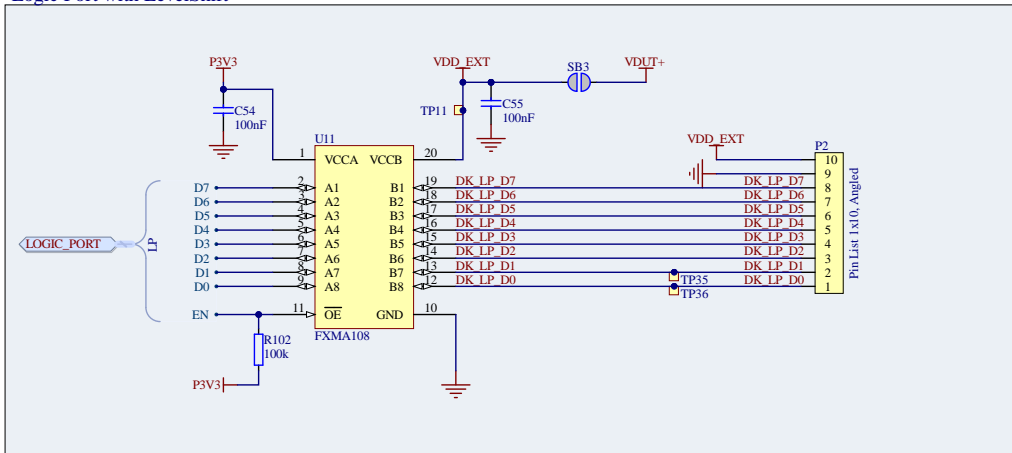 Logic Port with LevelShift
P3V3
VDD_EXT
SB3
VDUT+
C54
100nF
TP11
C55
100nF
U11
VDD_EXT
P2
1
VCCA
VCCB
20
10
9
D7
2
A1
B1
19
DK_LP_D7
DK_LP_D7
8
D6
3
A2
B2
18
DK_LP_D6
DK_LP_D6
7
D5
4
A3
B3
17
DK_LP_D5
DK_LP_D5
6
D4
5
A4
B4
16
DK_LP_D4
DK_LP_D4
5
LOGIC_PORT
LP
D3
6
A5
B5
15
DK_LP_D3
DK_LP_D3
4
D2
7
A6
B6
14
DK_LP_D2
DK_LP_D2
3
D1
8
A7
B7
13
DK_LP_D1
TP35
DK_LP_D1
2
D0
9
A8
B8
12
DK_LP_D0
TP36
DK_LP_D0
1
Pin List 1x10, Angled
EN
11
OE
GND
10
FXMA108
R102
100k
P3V3